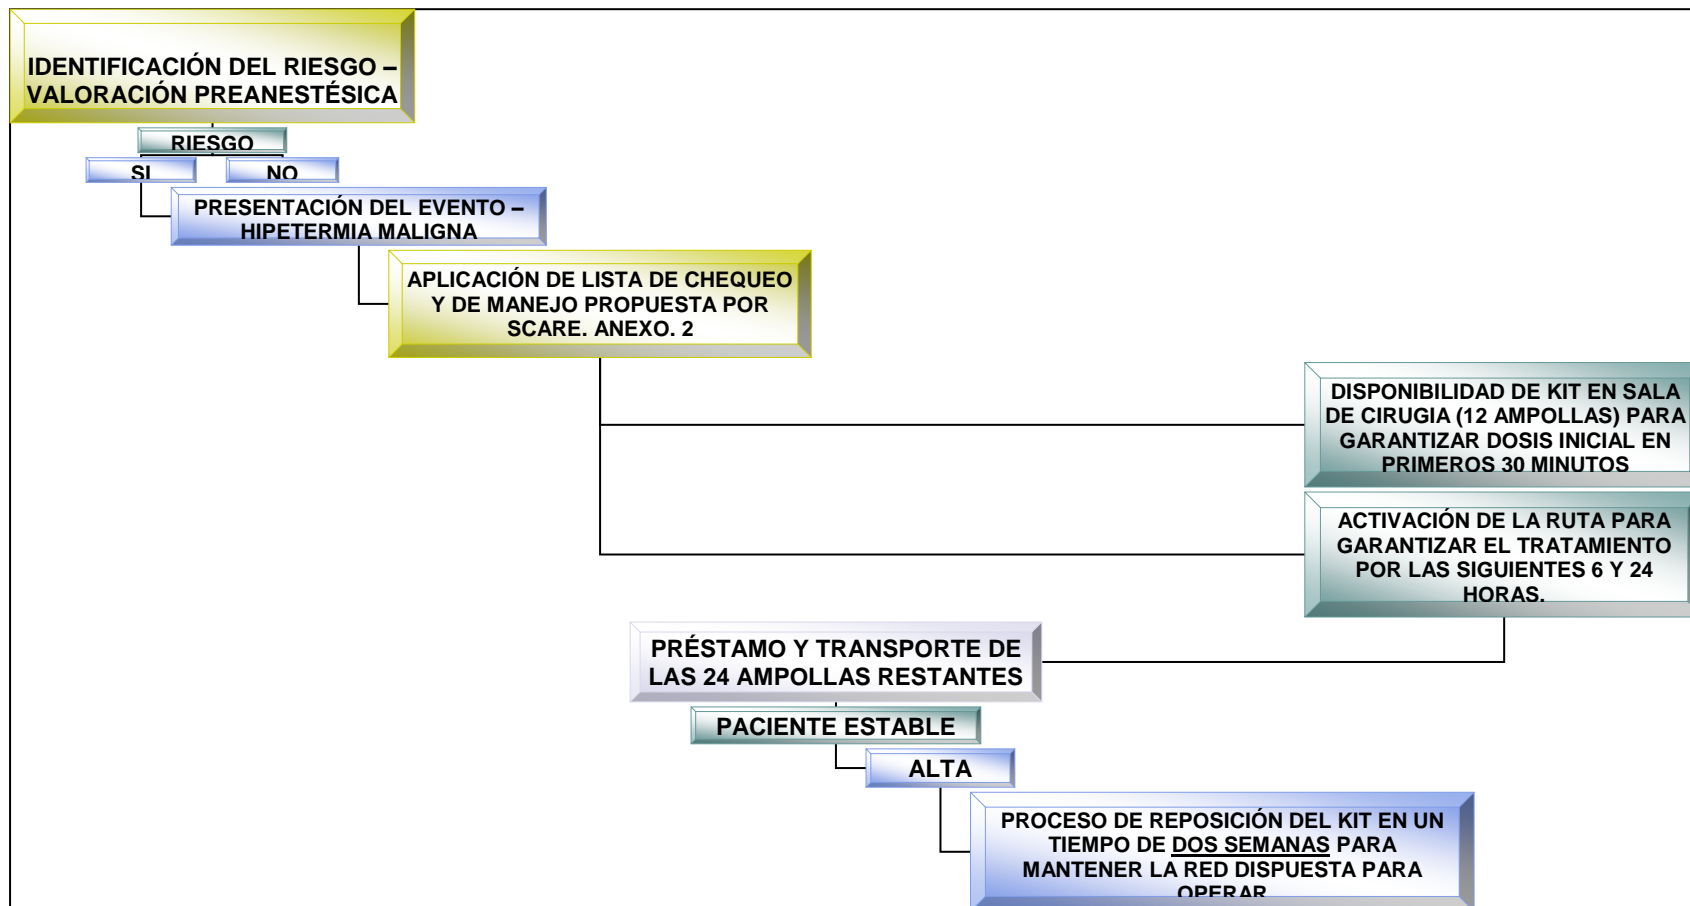 IDENTIFICACIÓN DEL RIESGO –
VALORACIÓN PREANESTÉSICA
RIESGO
SI
NO
PRESENTACIÓN DEL EVENTO –
HIPETERMIA MALIGNA
APLICACIÓN DE LISTA DE CHEQUEO
Y DE MANEJO PROPUESTA POR
SCARE. ANEXO. 2
DISPONIBILIDAD DE KIT EN SALA
DE CIRUGIA (12 AMPOLLAS) PARA
GARANTIZAR DOSIS INICIAL EN
PRIMEROS 30 MINUTOS
ACTIVACIÓN DE LA RUTA PARA
GARANTIZAR EL TRATAMIENTO
POR LAS SIGUIENTES 6 Y 24
HORAS.
PRÉSTAMO Y TRANSPORTE DE
LAS 24 AMPOLLAS RESTANTES
PACIENTE ESTABLE
ALTA
PROCESO DE REPOSICIÓN DEL KIT EN UN
TIEMPO DE DOS SEMANAS PARA
MANTENER LA RED DISPUESTA PARA
OPERAR